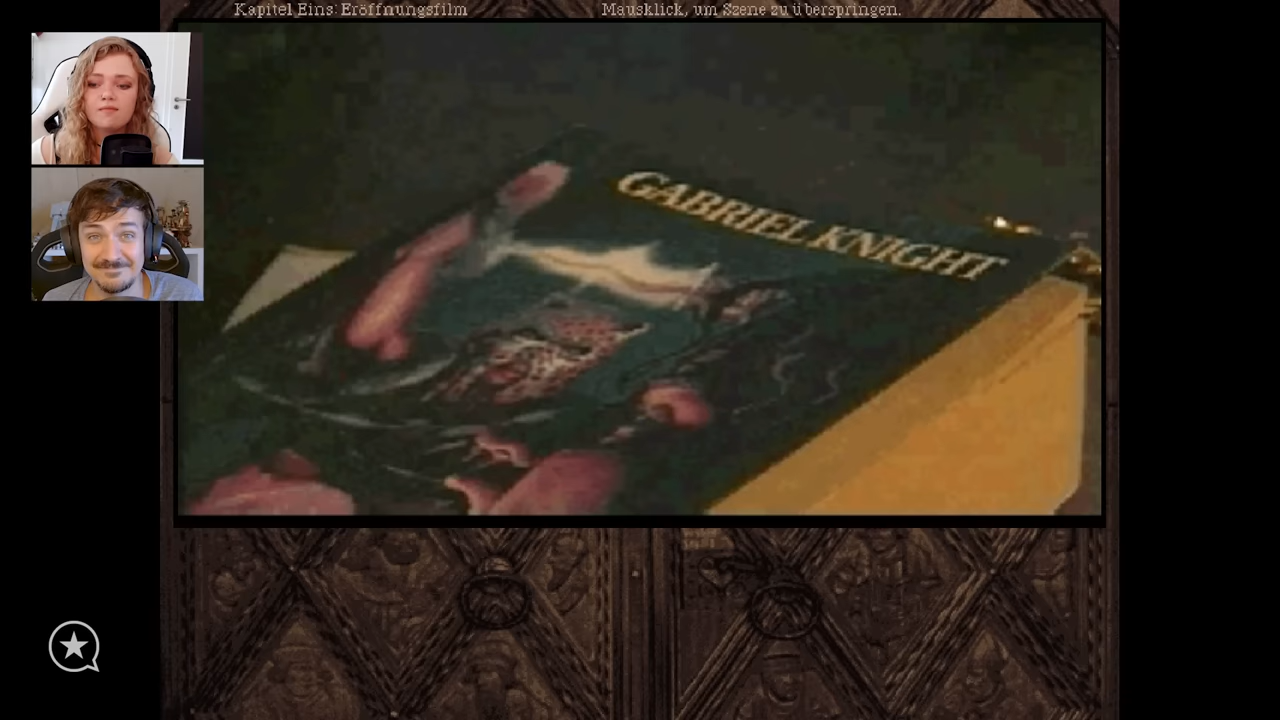 Kapitel Eins: Eröffnungsfilm
Mausklick, um Szene zu überspringen.
GABRIEL KNIGHT